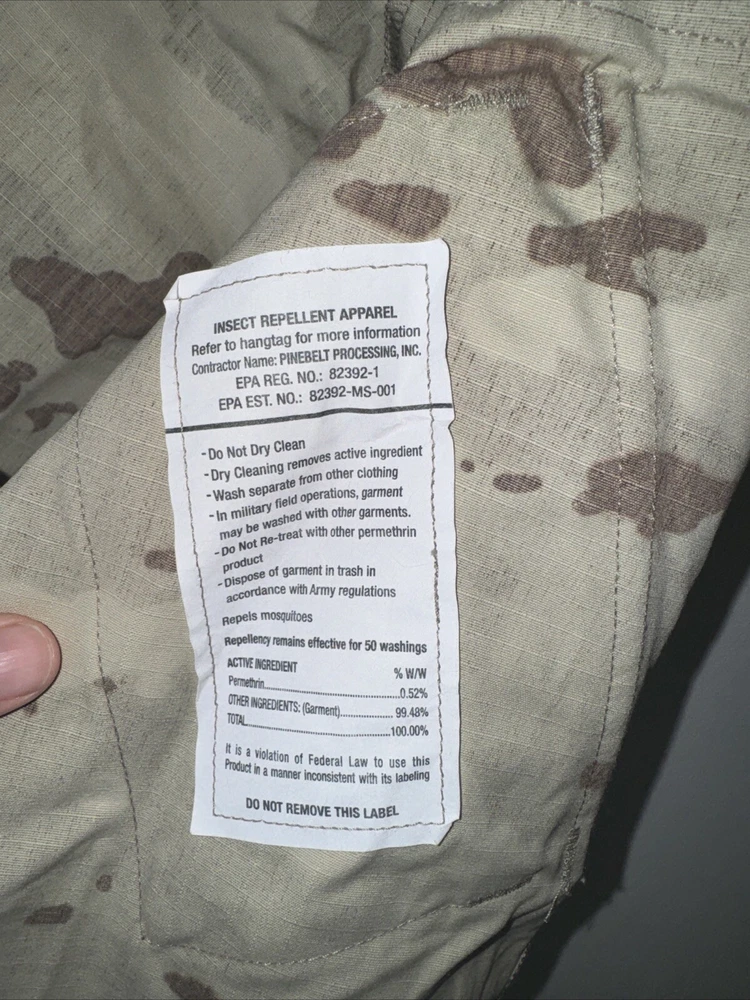 INSECT REPELLENT APPAREL
Refer to hangtag for more information
Contractor Name: PINEBELT PROCESSING, INC.
EPA REG. NO.: 82392-1
EPA EST. NO.: 82392-MS-001
- Do Not Dry Clean
- Dry Cleaning removes active ingredient
- Wash separate from other clothing
- In military field operations, garment
may be washed with other garments.
- Do Not Re-treat with other permethrin
product
- Dispose of garment in trash in
accordance with Army regulations
Repels mosquitoes
Repellency remains effective for 50 washings
ACTIVE INGREDIENT % W/W
Permethrin........................................0.52%
OTHER INGREDIENTS: (Garment)............... 99.48%
TOTAL............................................100.00%
It is a violation of Federal Law to use this
Product in a manner inconsistent with its labeling
DO NOT REMOVE THIS LABEL